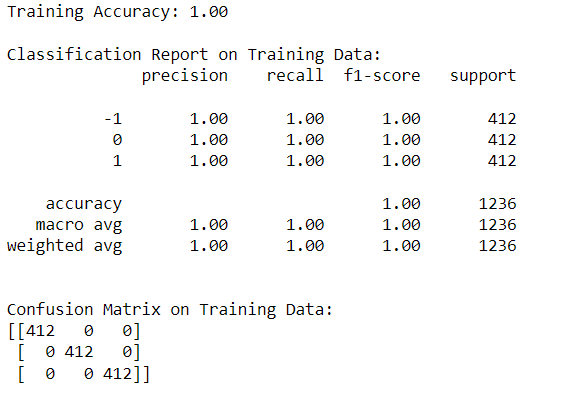 Training Accuracy: 1.00
Classification Report on Training Data:
precision recall f1-score support
-1 1.00 1.00 1.00 412
0 1.00 1.00 1.00 412
1 1.00 1.00 1.00 412
accuracy 1.00 1236
macro avg 1.00 1.00 1.00 1236
weighted avg 1.00 1.00 1.00 1236
Confusion Matrix on Training Data:
[[412 0 0]
[ 0 412 0]
[ 0 0 412]]